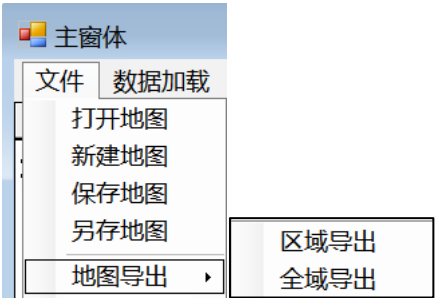 主窗体
文件 数据加载
打开地图
新建地图
保存地图
另存地图
地图导出
区域导出
全域导出